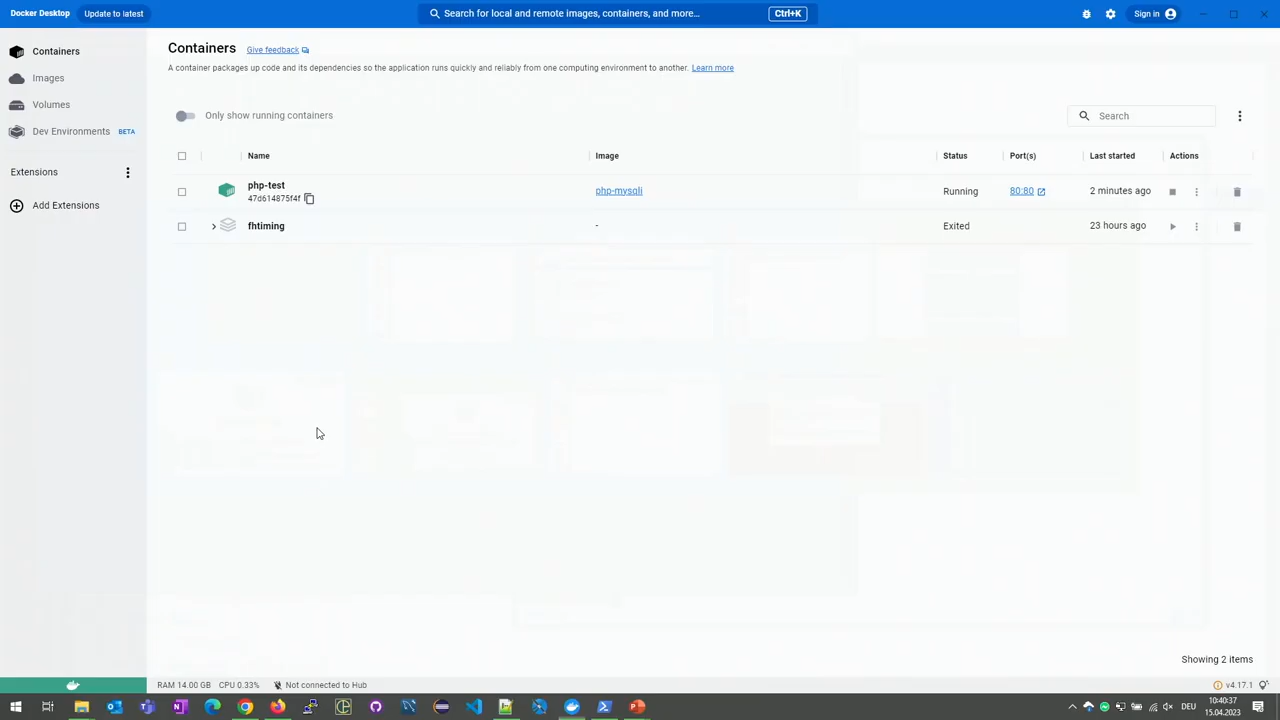 Docker Desktop Update to latest Search for local and remote images, containers, and more... Ctrl+K Sign in
Containers
Images
Volumes
Dev Environments BETA
Extensions
Add Extensions
Containers Give feedback
A container packages up code and its dependencies so the application runs quickly and reliably from one computing environment to another. Learn more
Only show running containers Search
Name Image Status Port(s) Last started Actions
php-test php-mysqli Running 80:80 2 minutes ago
47d614875f4f
fhtiming - Exited 23 hours ago
Showing 2 items
RAM 14.00 GB CPU 0.33% Not connected to Hub v4.17.1
DEU 10:40:37
15.04.2023